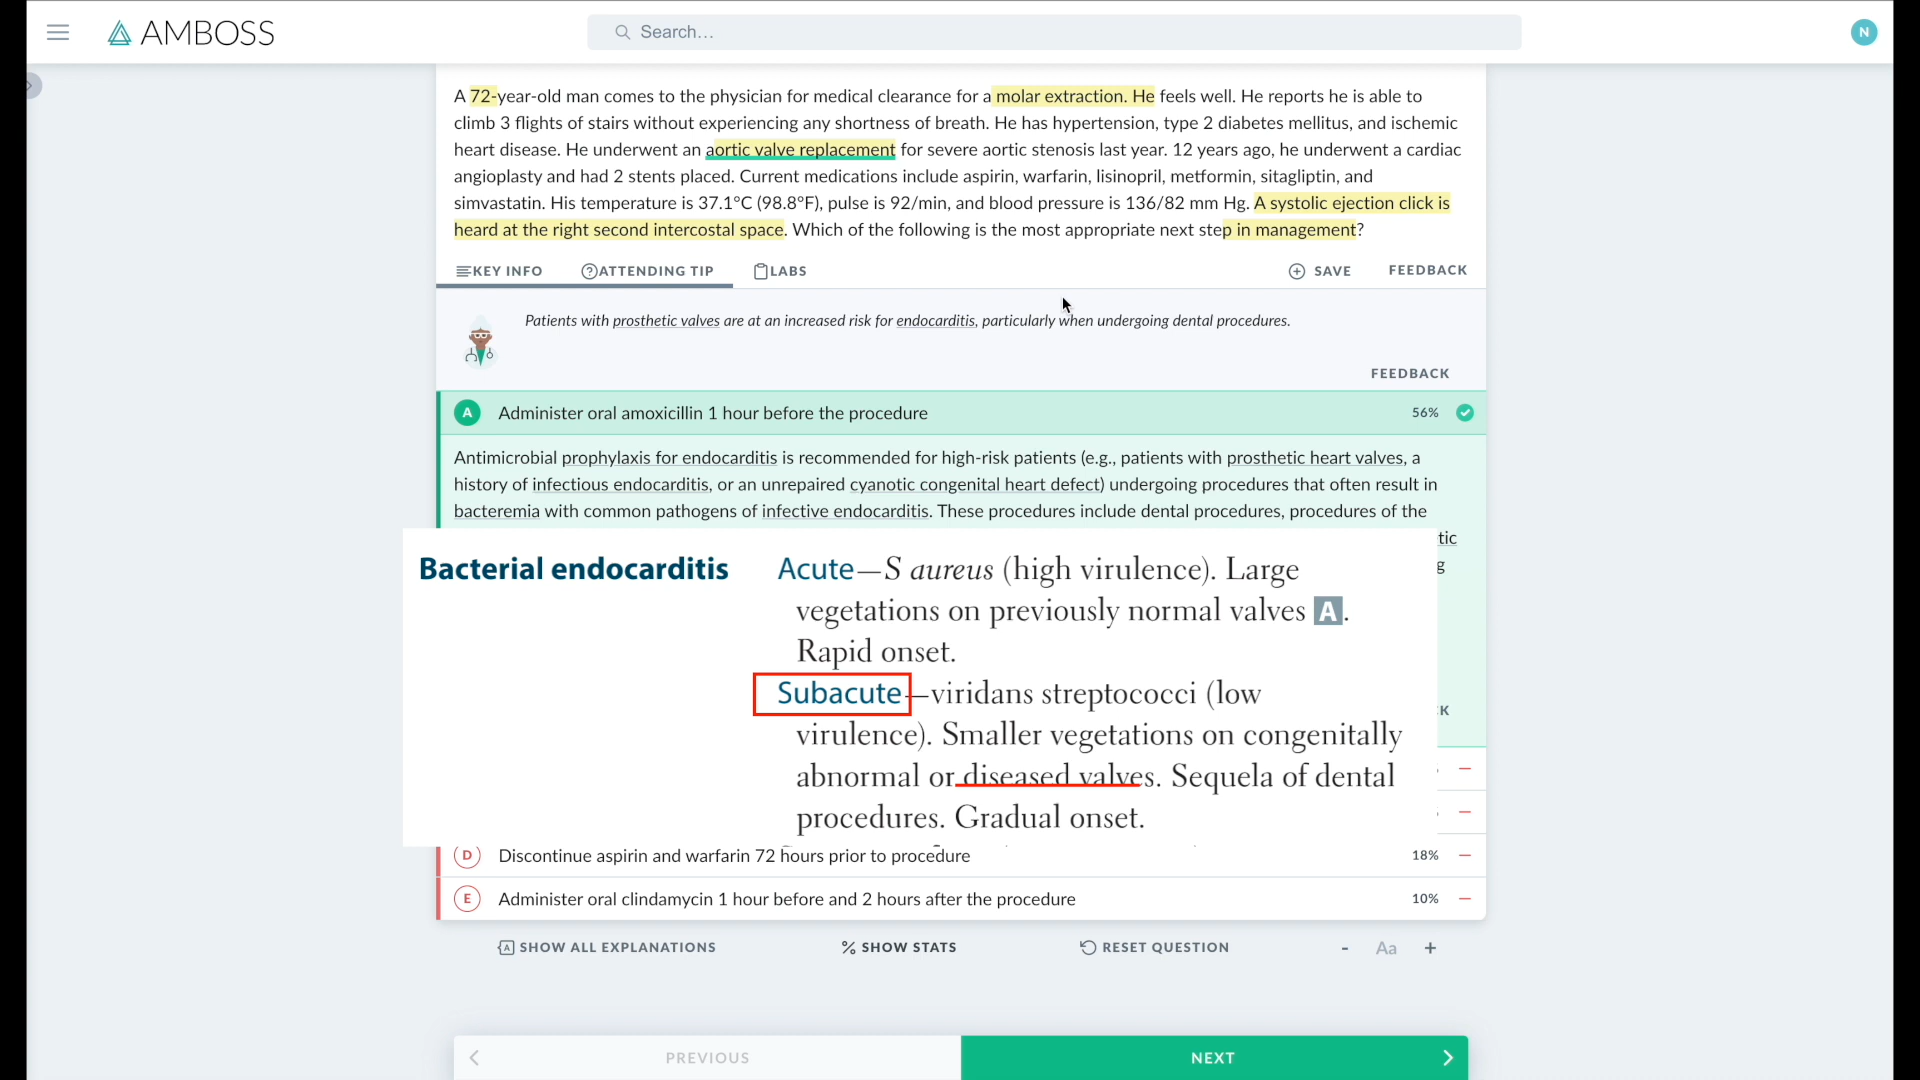 AMBOSS
Search...
N
A 72-year-old man comes to the physician for medical clearance for a molar extraction. He feels well. He reports he is able to
climb 3 flights of stairs without experiencing any shortness of breath. He has hypertension, type 2 diabetes mellitus, and ischemic
heart disease. He underwent an aortic valve replacement for severe aortic stenosis last year. 12 years ago, he underwent a cardiac
angioplasty and had 2 stents placed. Current medications include aspirin, warfarin, lisinopril, metformin, sitagliptin, and
simvastatin. His temperature is 37.1°C (98.8°F), pulse is 92/min, and blood pressure is 136/82 mm Hg. A systolic ejection click is
heard at the right second intercostal space. Which of the following is the most appropriate next step in management?
KEY INFO ATTENDING TIP LABS SAVE FEEDBACK
Patients with prosthetic valves are at an increased risk for endocarditis, particularly when undergoing dental procedures.
FEEDBACK
A Administer oral amoxicillin 1 hour before the procedure 56%
Antimicrobial prophylaxis for endocarditis is recommended for high-risk patients (e.g., patients with prosthetic heart valves, a
history of infectious endocarditis, or an unrepaired cyanotic congenital heart defect) undergoing procedures that often result in
bacteremia with common pathogens of infective endocarditis. These procedures include dental procedures, procedures of the
tic
g
Bacterial endocarditis Acute—S aureus (high virulence). Large
vegetations on previously normal valves A.
Rapid onset.
Subacute—viridans streptococci (low
virulence). Smaller vegetations on congenitally
abnormal or diseased valves. Sequela of dental
procedures. Gradual onset.
K
D Discontinue aspirin and warfarin 72 hours prior to procedure 18%
E Administer oral clindamycin 1 hour before and 2 hours after the procedure 10%
SHOW ALL EXPLANATIONS % SHOW STATS RESET QUESTION - Aa +
PREVIOUS NEXT